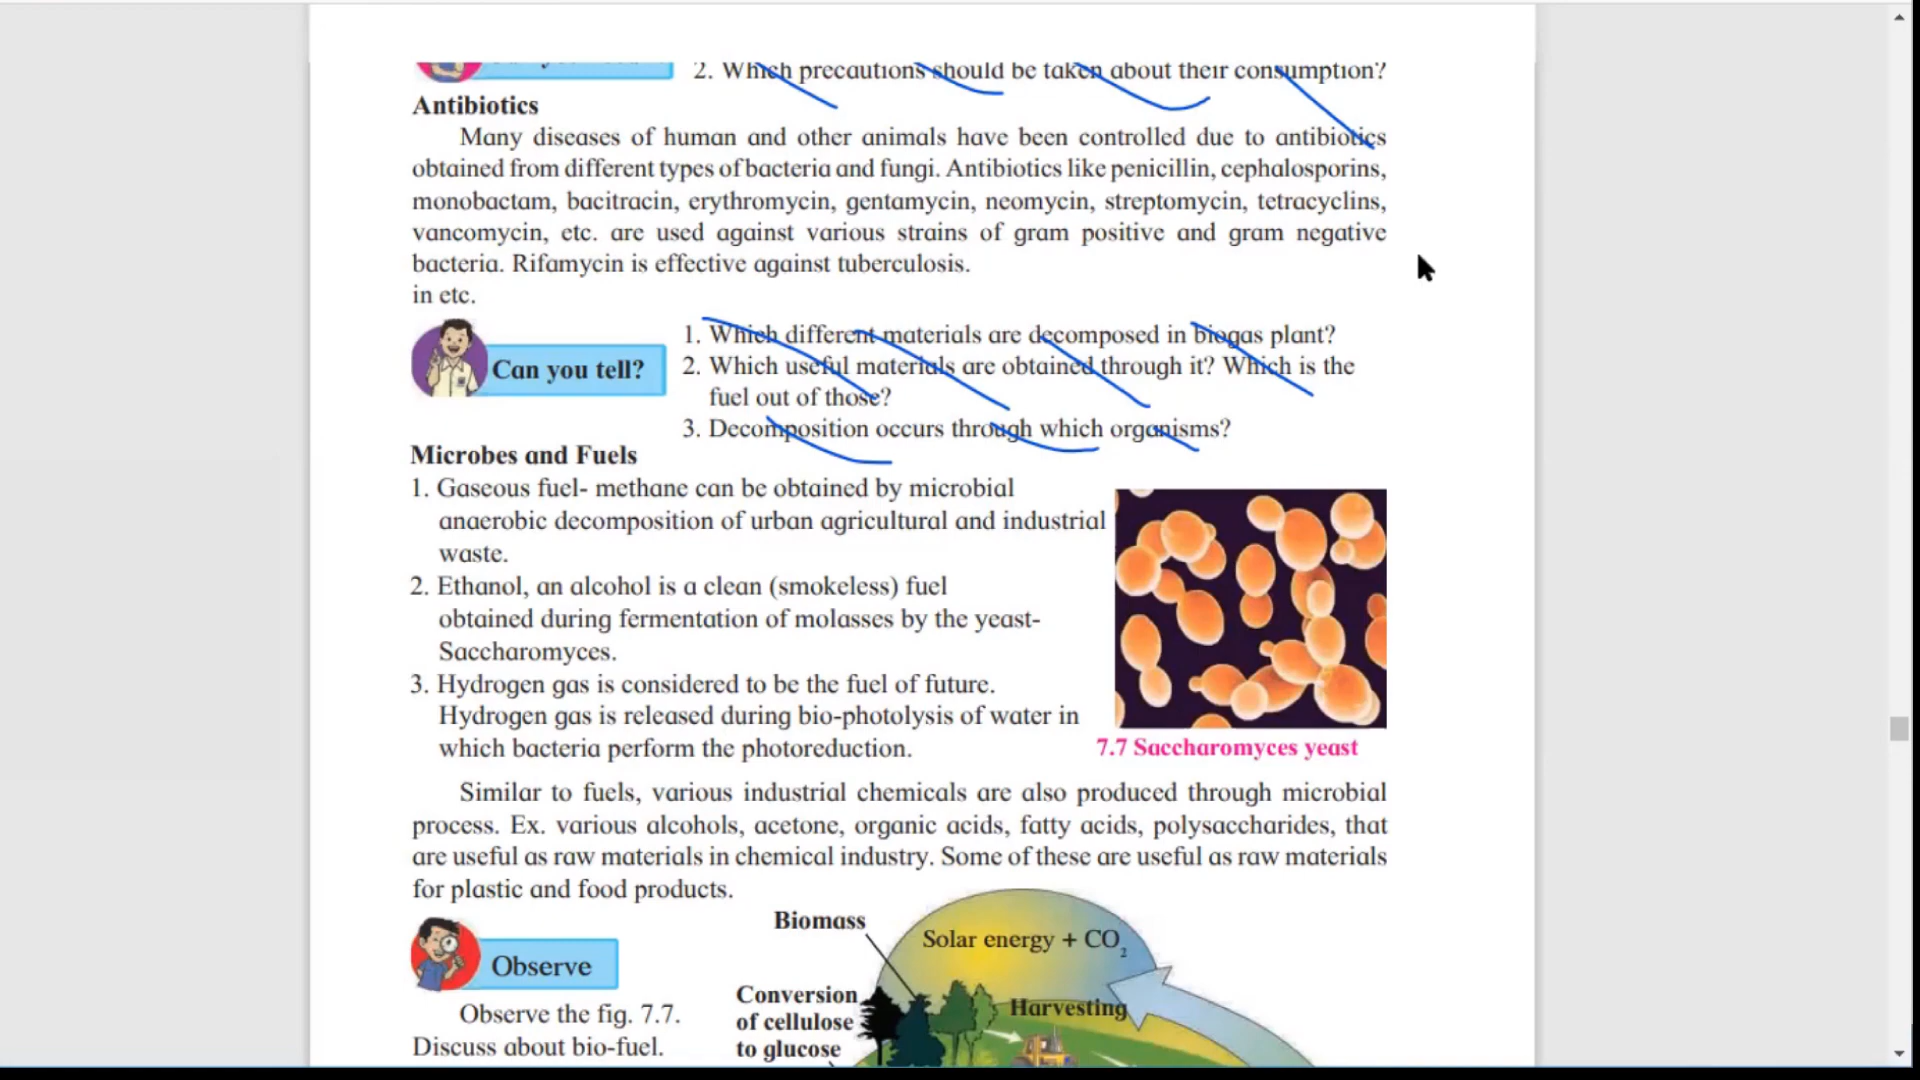 2. Which precautions should be taken about their consumption?
Antibiotics
Many diseases of human and other animals have been controlled due to antibiotics
obtained from different types of bacteria and fungi. Antibiotics like penicillin, cephalosporins,
monobactam, bacitracin, erythromycin, gentamycin, neomycin, streptomycin, tetracyclins,
vancomycin, etc. are used against various strains of gram positive and gram negative
bacteria. Rifamycin is effective against tuberculosis.
in etc.
Can you tell?
1. Which different materials are decomposed in biogas plant?
2. Which useful materials are obtained through it? Which is the
fuel out of those?
3. Decomposition occurs through which organisms?
Microbes and Fuels
1. Gaseous fuel- methane can be obtained by microbial
anaerobic decomposition of urban agricultural and industrial
waste.
2. Ethanol, an alcohol is a clean (smokeless) fuel
obtained during fermentation of molasses by the yeast-
Saccharomyces.
3. Hydrogen gas is considered to be the fuel of future.
Hydrogen gas is released during bio-photolysis of water in
which bacteria perform the photoreduction.
7.7 Saccharomyces yeast
Similar to fuels, various industrial chemicals are also produced through microbial
process. Ex. various alcohols, acetone, organic acids, fatty acids, polysaccharides, that
are useful as raw materials in chemical industry. Some of these are useful as raw materials
for plastic and food products.
Observe
Observe the fig. 7.7.
Discuss about bio-fuel.
Biomass
Solar energy + CO₂
Conversion
of cellulose
to glucose
Harvesting